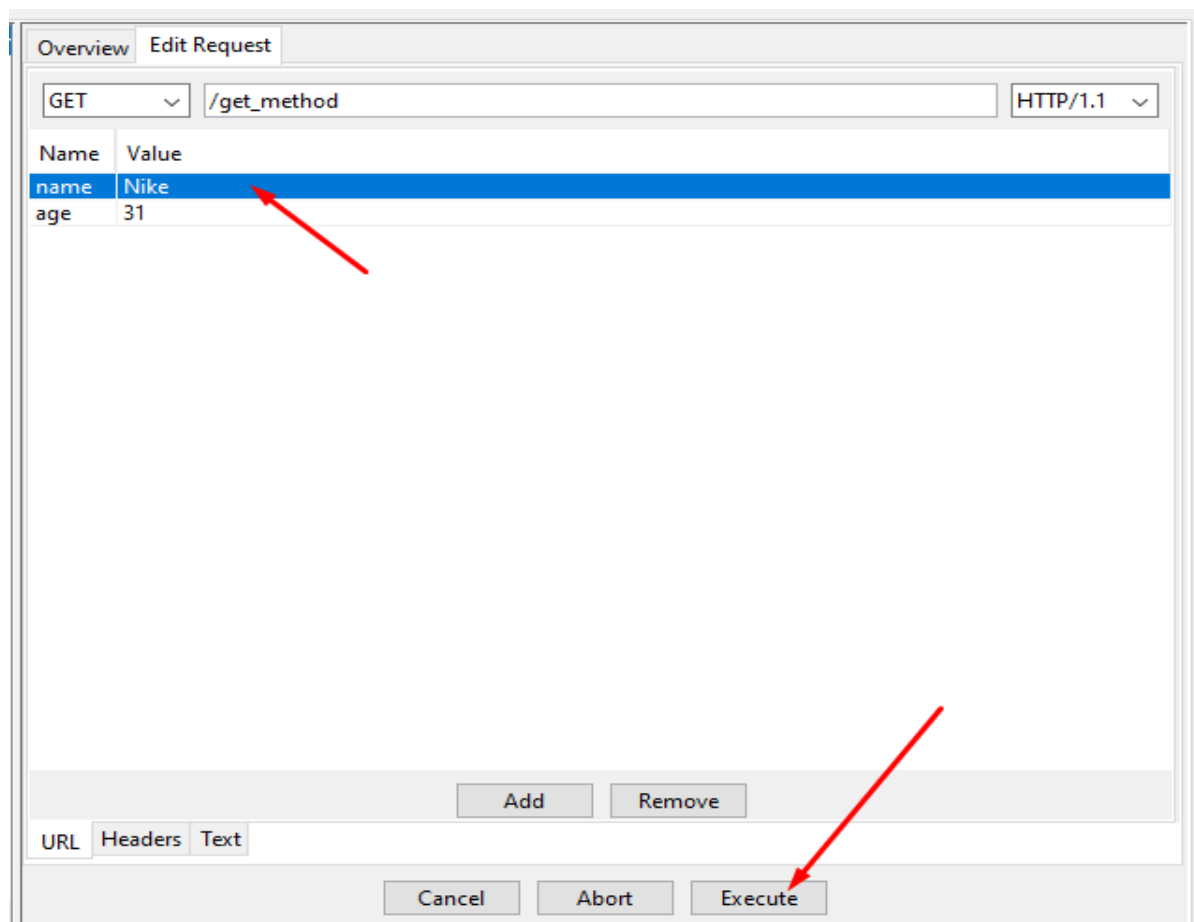 Overview Edit Request
GET /get_method HTTP/1.1
Name Value
name Nike
age 31
Add Remove
URL Headers Text
Cancel Abort Execute